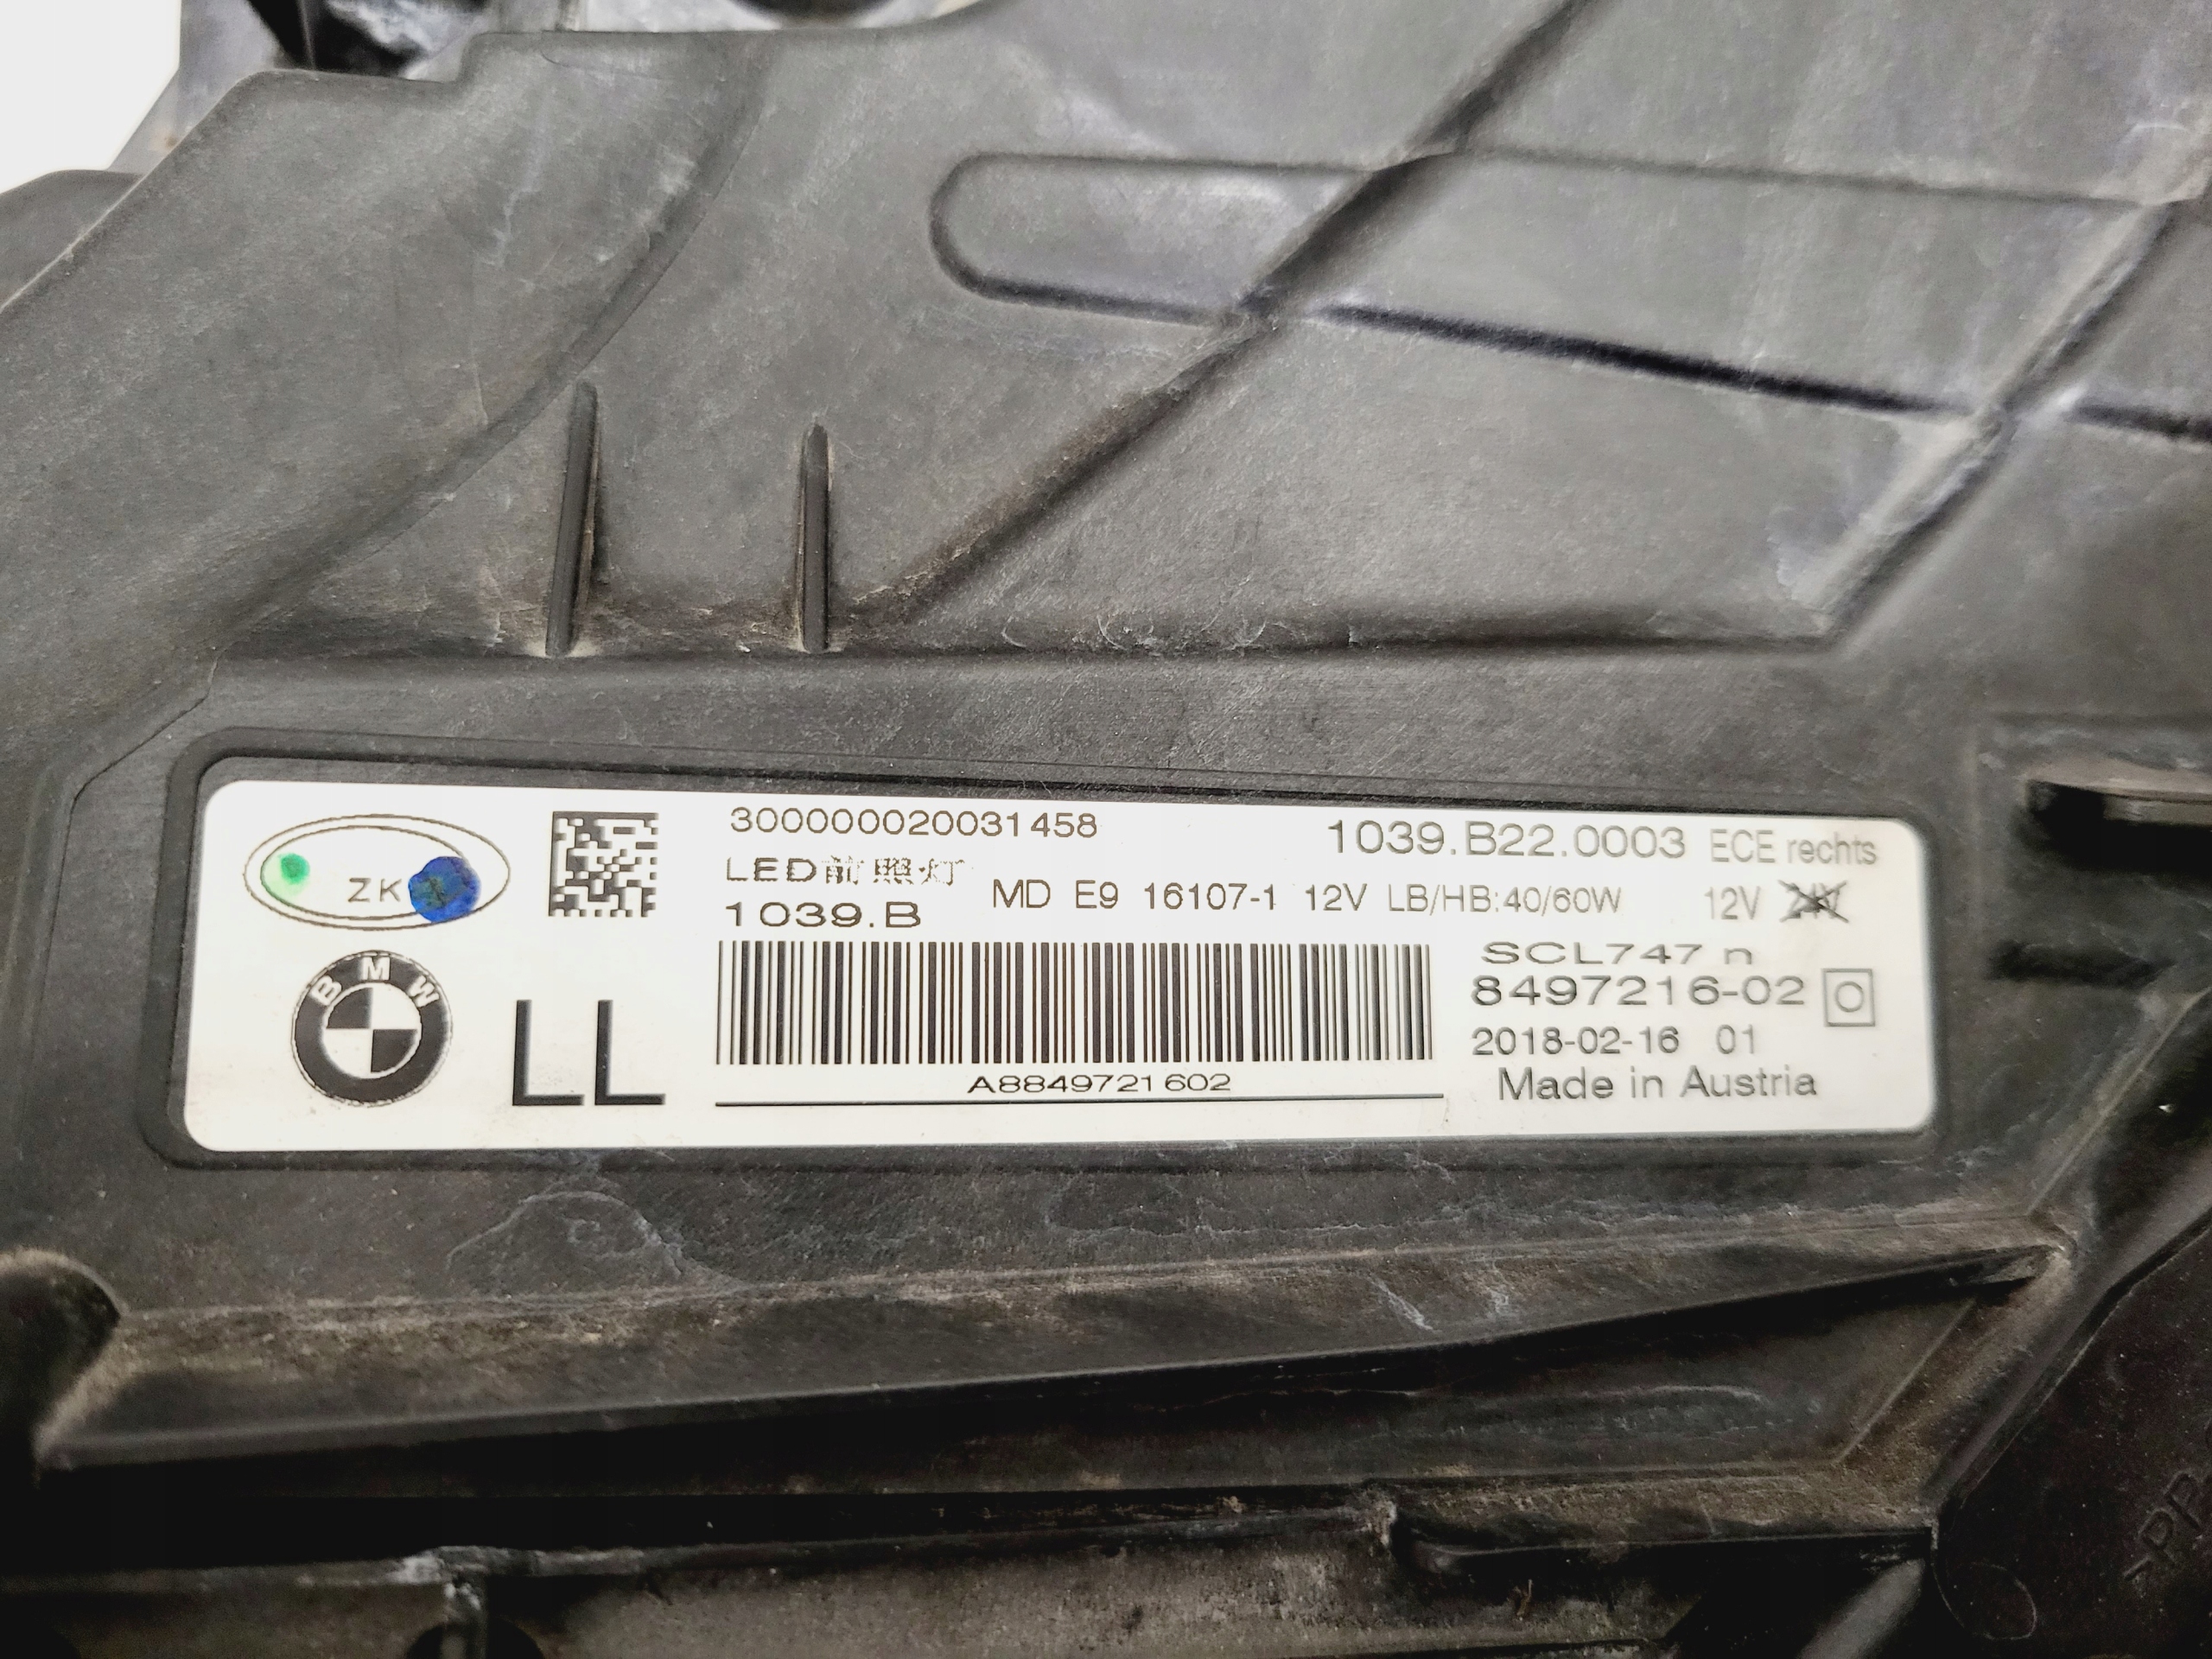 300000020031458
1039.B22.0003 ECE rechts
ZK
LED前照灯
MD E9 16107-1 12V LB/HB:40/60W 12V 24V
1039.B
SCL747 n
BMW
LL
8497216-02
2018-02-16 01
A8849721602
Made in Austria